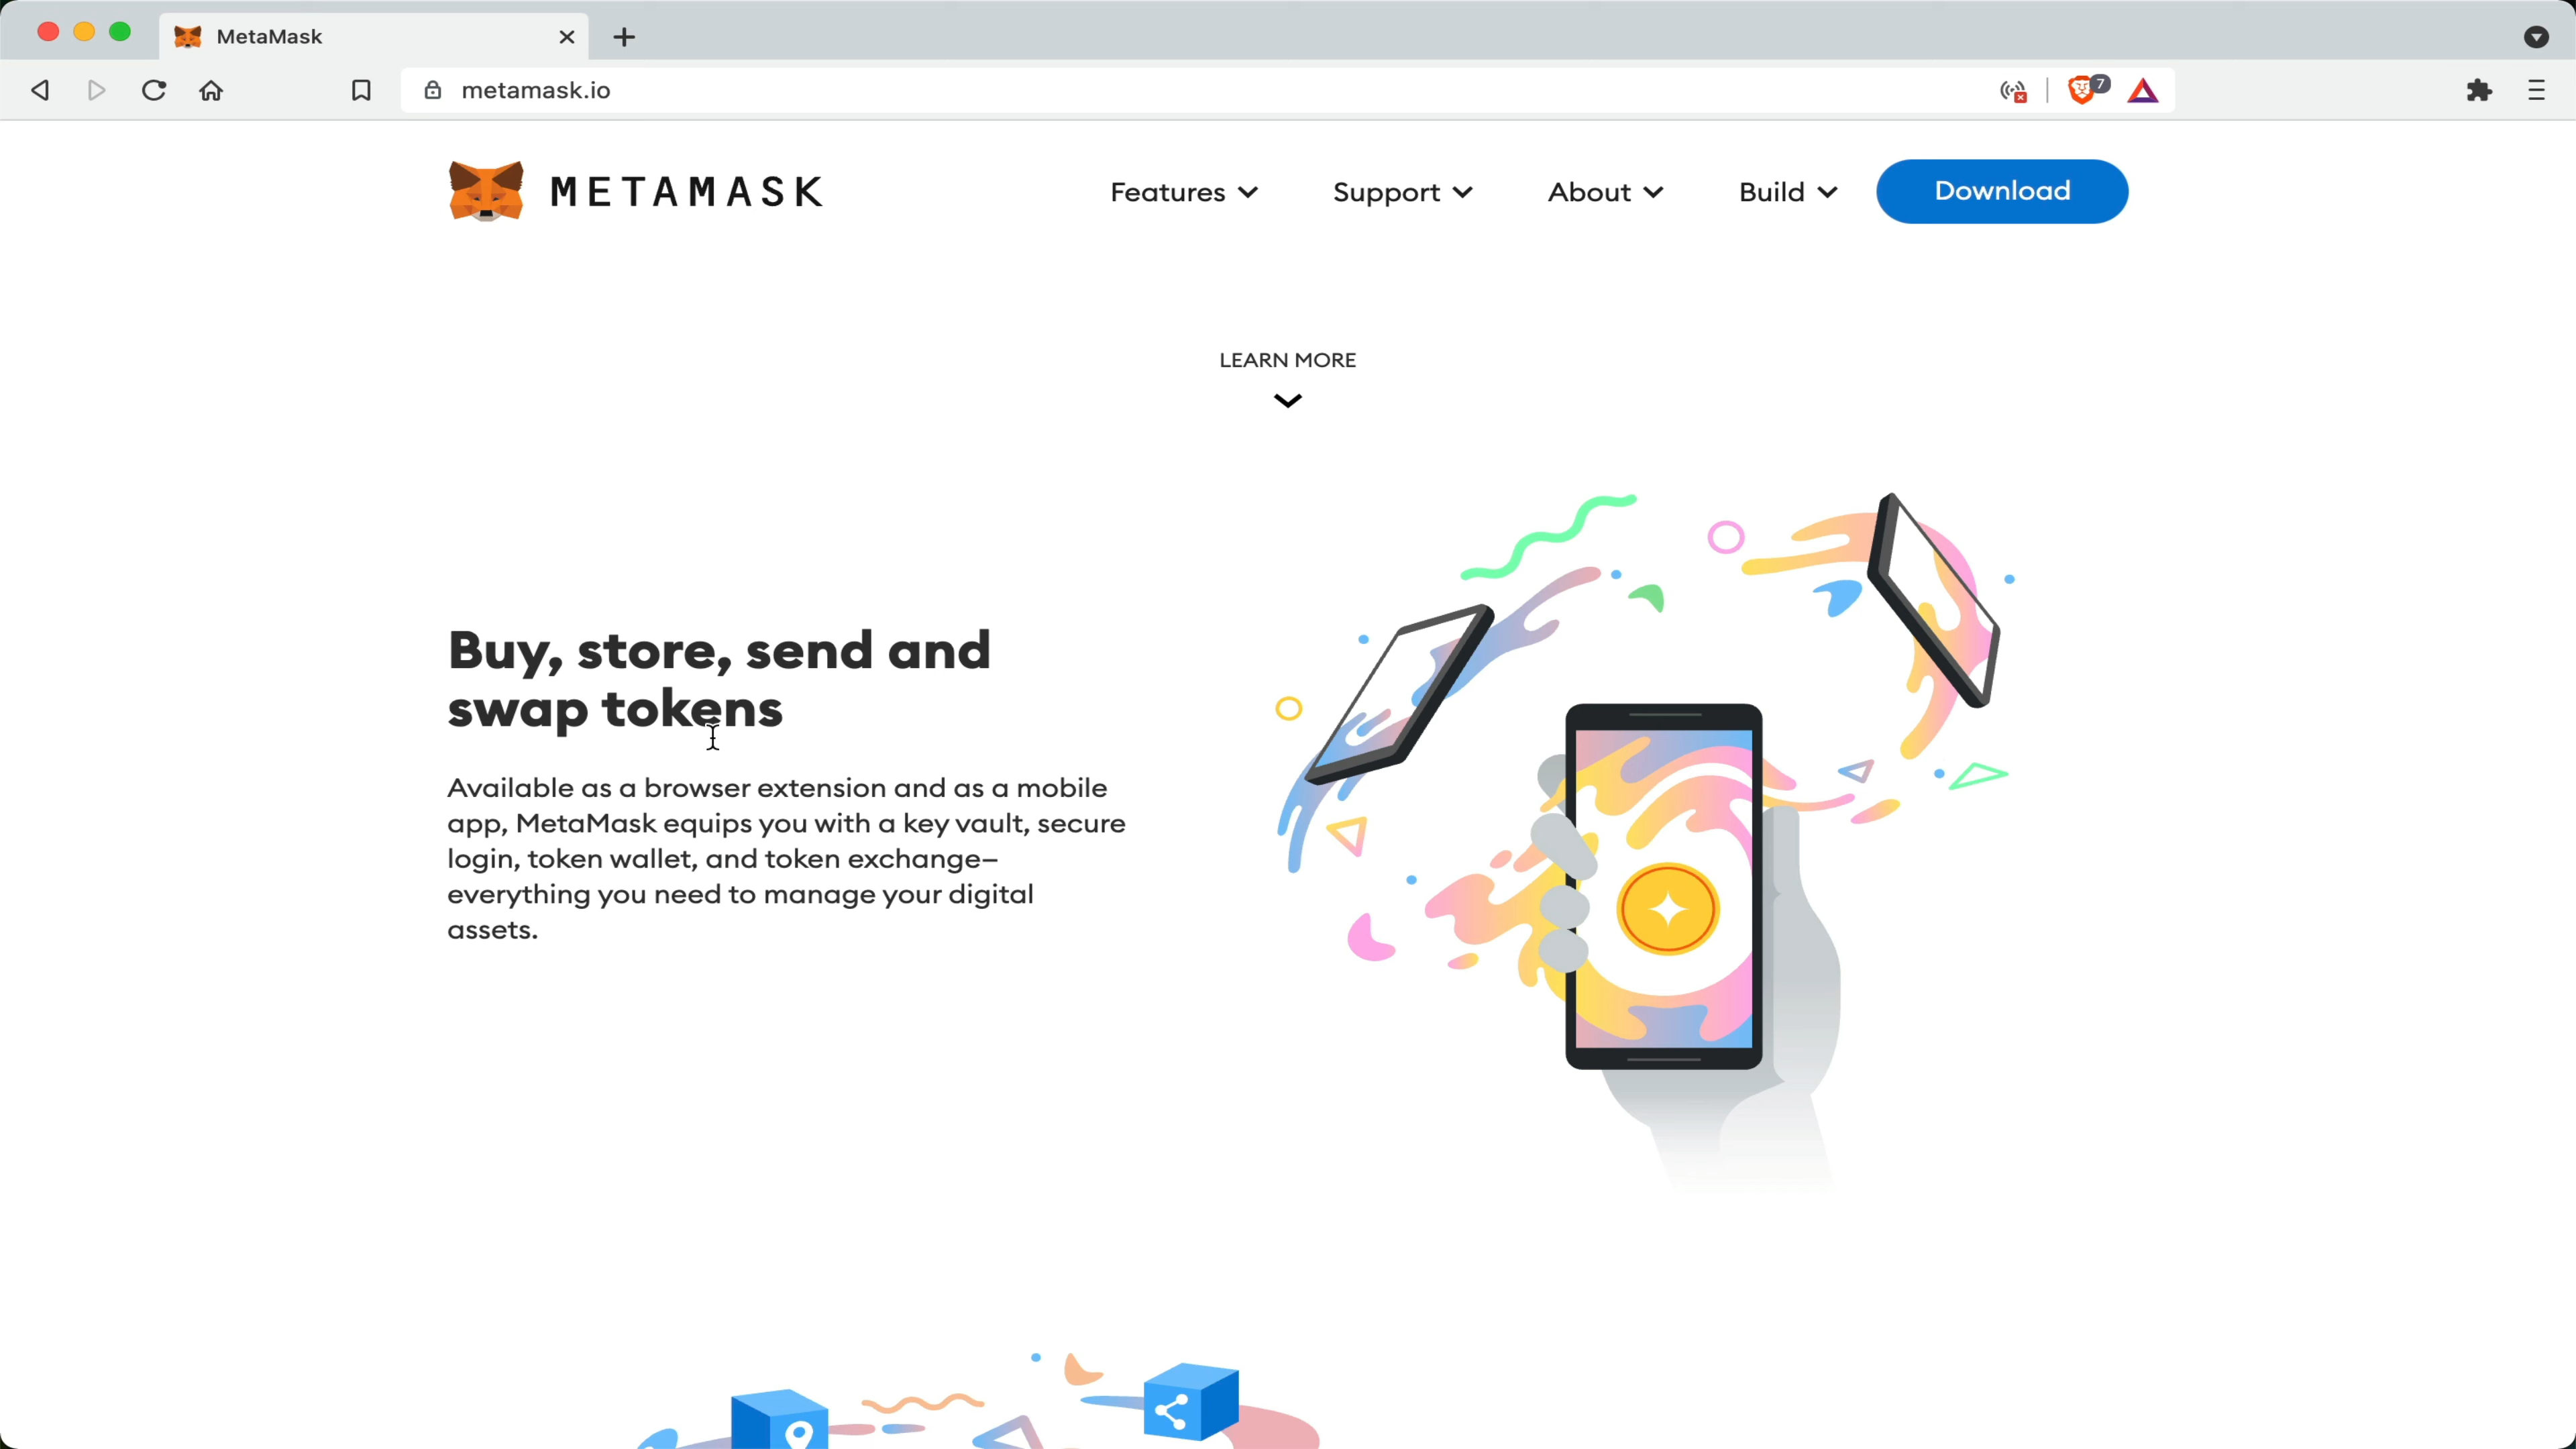 MetaMask
metamask.io
7
METAMASK
Features
Support
About
Build
Download
LEARN MORE
Buy, store, send and
swap tokens
Available as a browser extension and as a mobile
app, MetaMask equips you with a key vault, secure
login, token wallet, and token exchange—
everything you need to manage your digital
assets.